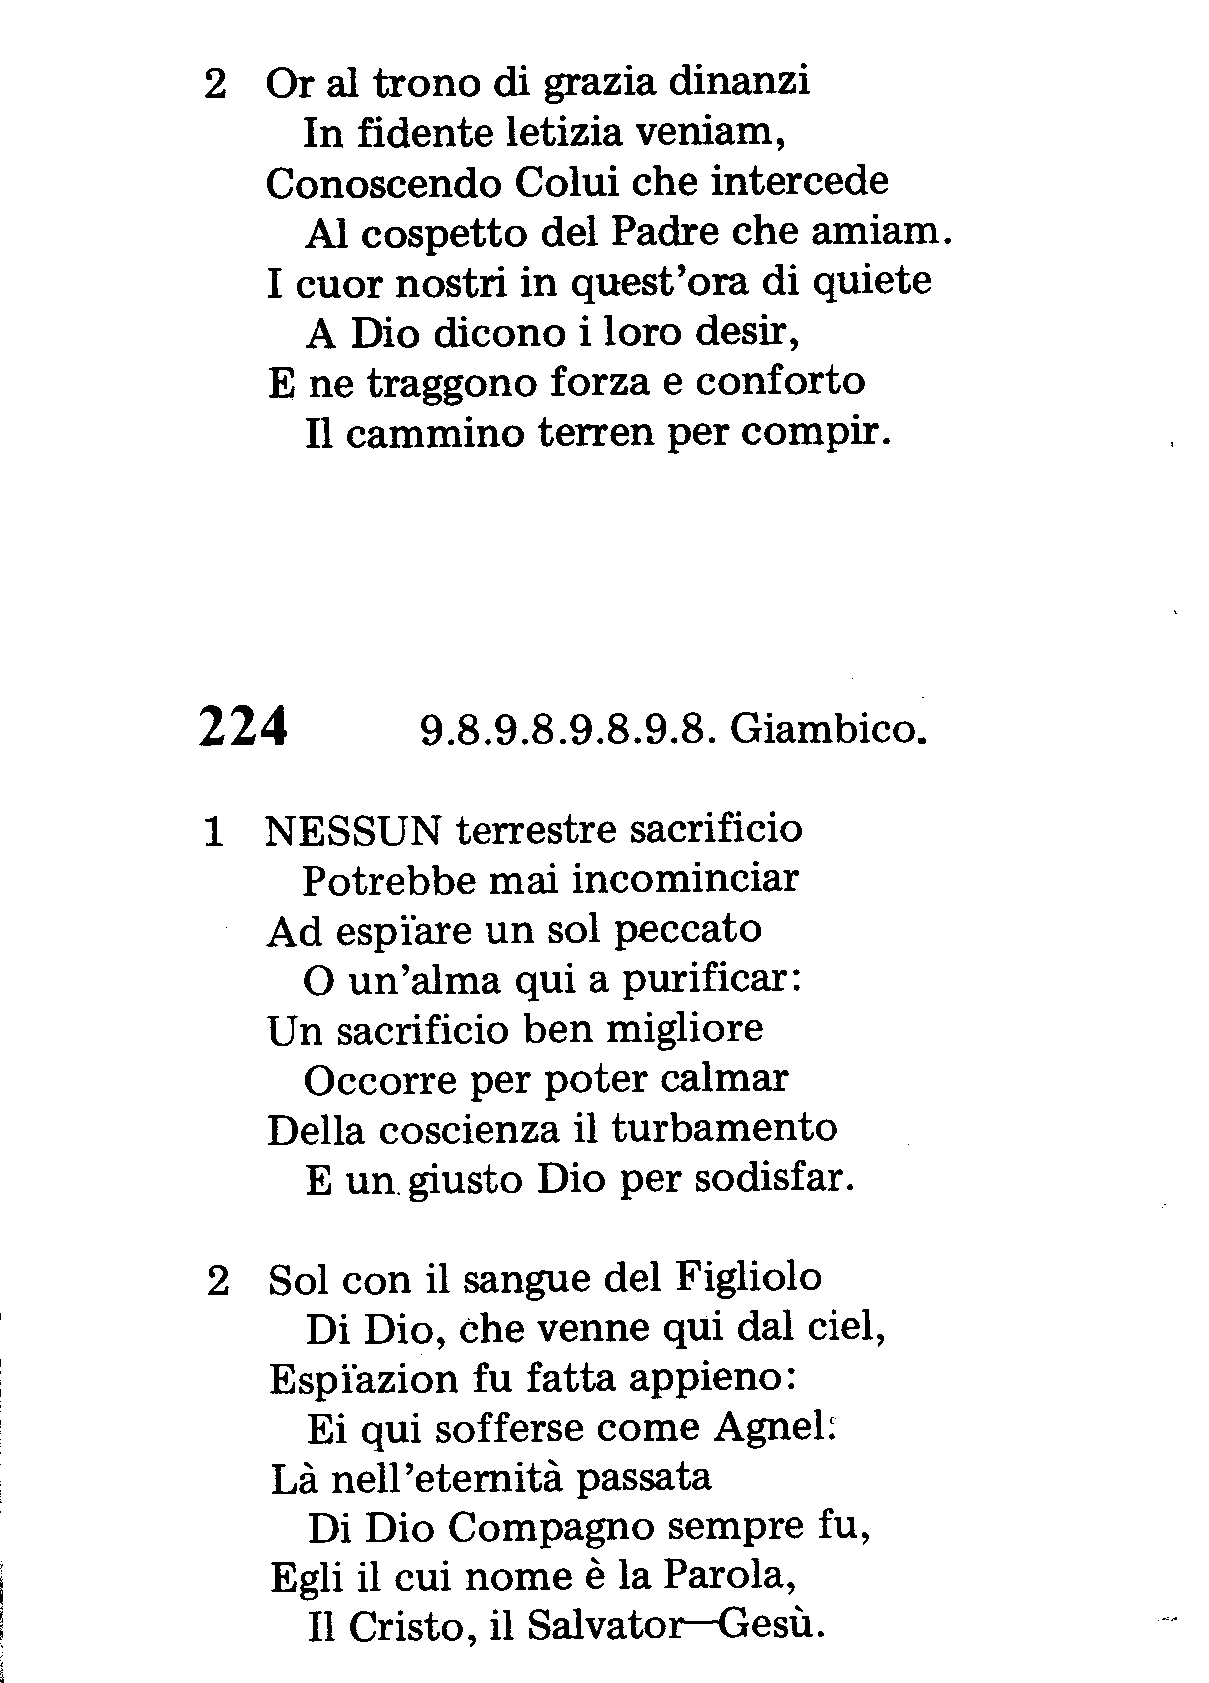 2 Or al trono di grazia dinanzi
In fidente letizia veniam,
Conoscendo Colui che intercede
Al cospetto del Padre che amiam.
I cuor nostri in quest'ora di quiete
A Dio dicono i loro desir,
E ne traggono forza e conforto
Il cammino terren per compir.
224 9.8.9.8.9.8.9.8. Giambico.
1 NESSUN terrestre sacrificio
Potrebbe mai incominciar
Ad espïare un sol peccato
O un'alma qui a purificar:
Un sacrificio ben migliore
Occorre per poter calmar
Della coscienza il turbamento
E un giusto Dio per sodisfar.
2 Sol con il sangue del Figliolo
Di Dio, che venne qui dal ciel,
Espïazion fu fatta appieno:
Ei qui sofferse come Agnel:
Là nell'eternità passata
Di Dio Compagno sempre fu,
Egli il cui nome è la Parola,
Il Cristo, il Salvator—Gesù.